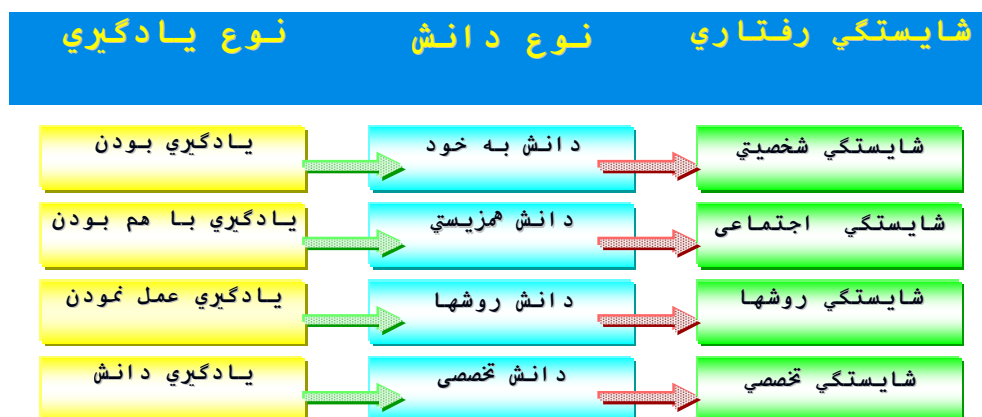 شايستگي رفتاري
نوع دانش
نوع يادگيري
شايستگي شخصيتي
دانش به خود
يادگيري بودن
شايستگي اجتماعی
دانش همزيستي
يادگيري با هم بودن
شايستگي روشها
دانش روشها
يادگيري عمل نمودن
شايستگي تخصصي
دانش تخصصی
يادگيري دانش